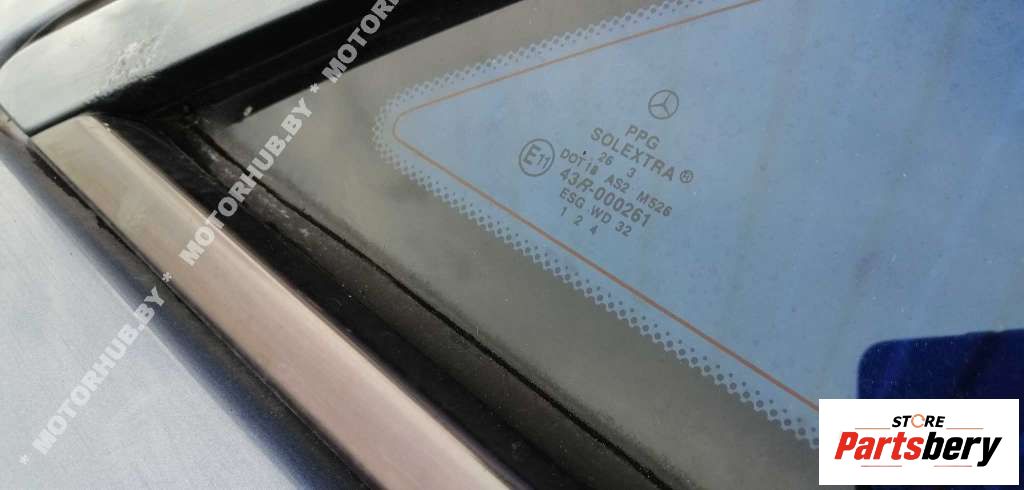 * MOTORHUB.BY * MOTORHUB.BY * MOTORHUB.BY *
PPG
SOLEXTRA®
26 3
DOT18 AS2 M526
E11 43R-000261
ESG WD 32
1 2 4
STORE
Partsbery